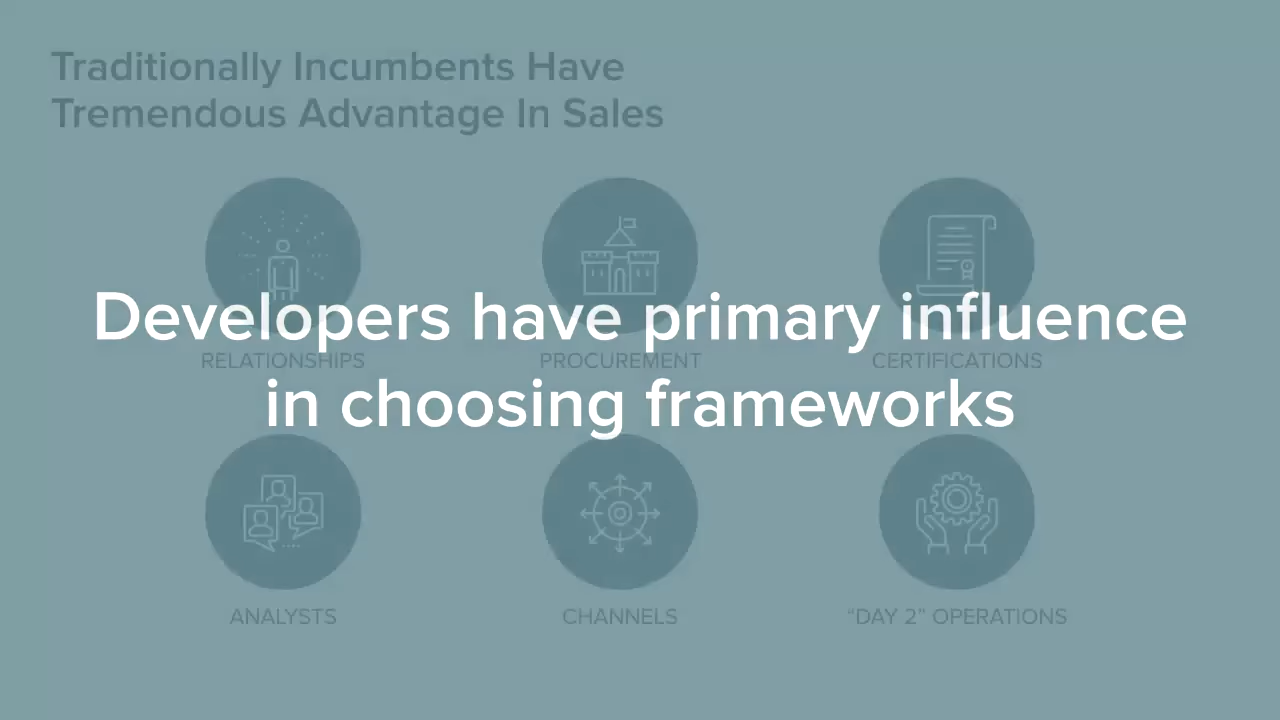 Traditionally Incumbents Have
Tremendous Advantage In Sales
Developers have primary influence
in choosing frameworks
RELATIONSHIPS
PROCUREMENT
CERTIFICATIONS
ANALYSTS
CHANNELS
“DAY 2” OPERATIONS